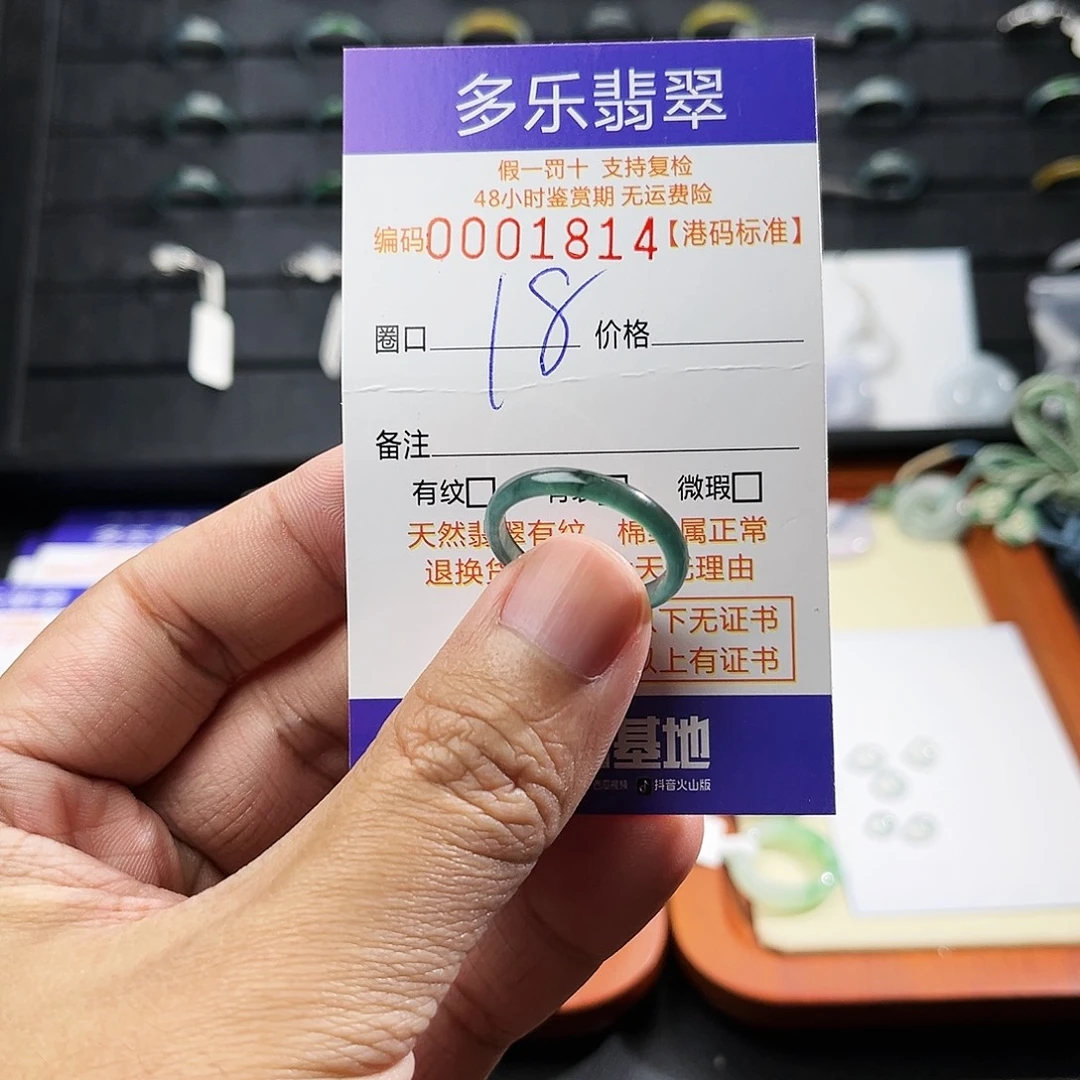 多乐翡翠
假一罚十 支持复检
48小时鉴赏期 无运费险
编码0001814【港码标准】
圈口 18 价格
备注
有纹 微瑕
天然翡翠有纹 棉 属正常
退换 天无理由
下无证书
以上有证书
基地
抖音火山版